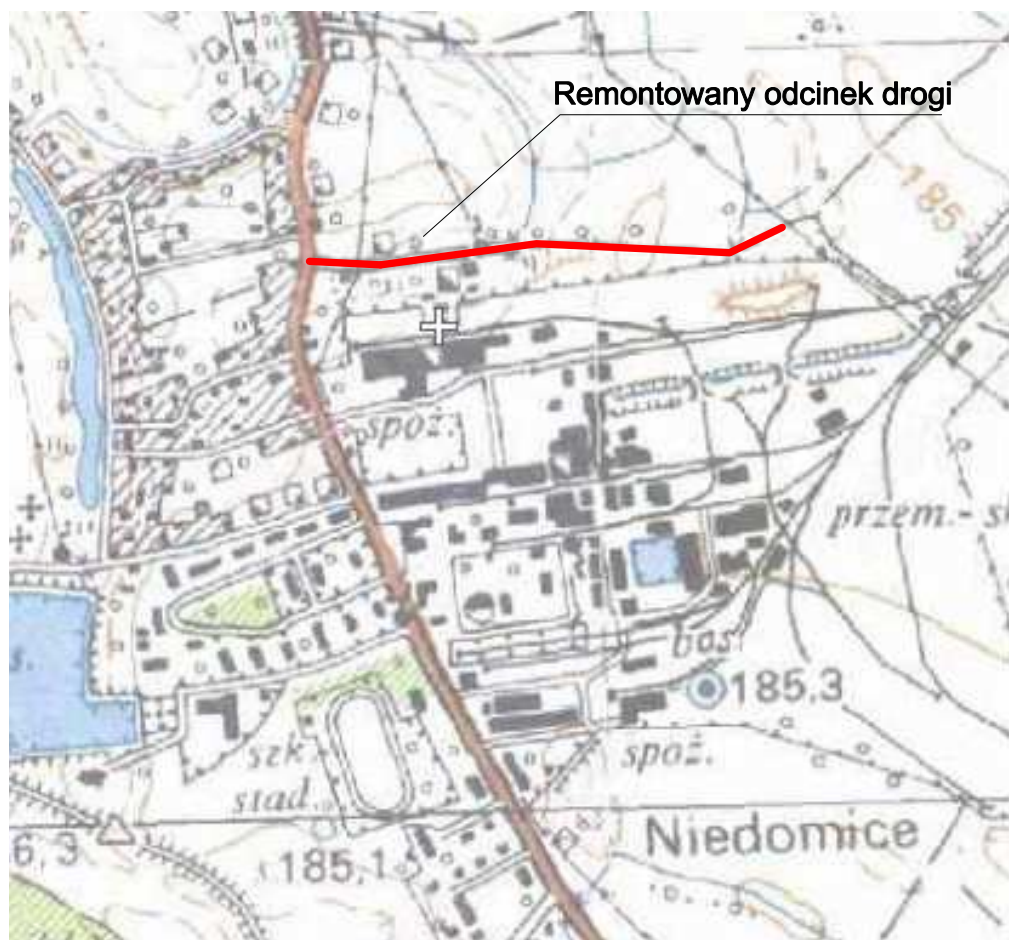 Remontowany odcinek drogi
185
spoż.
przem.-
bas.
185,3
szk.
spoż.
stad.
Niedomice
6,3
185,1